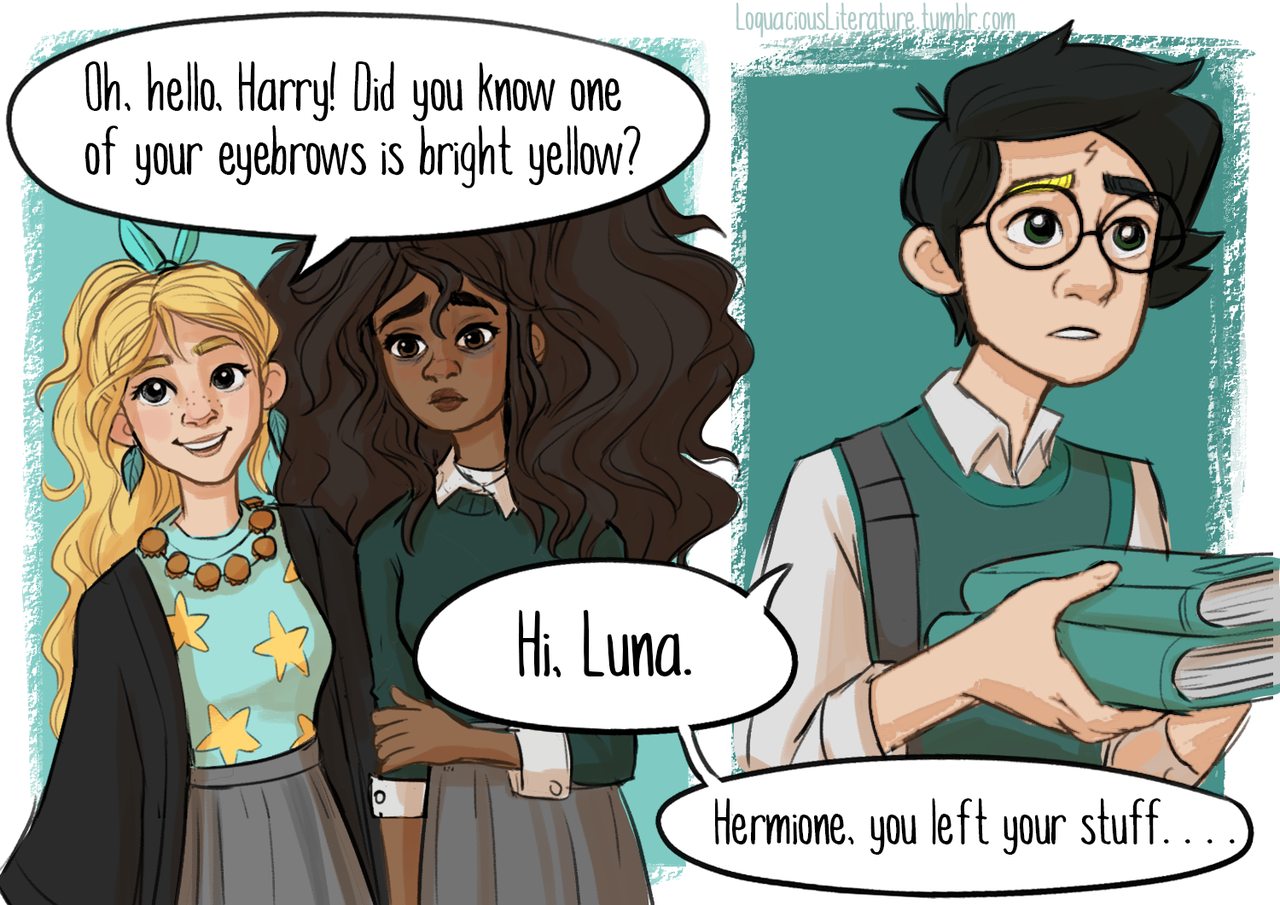 LoquaciousLiterature.tumblr.com
Oh, hello, Harry! Did you know one
of your eyebrows is bright yellow?
Hi, Luna.
Hermione, you left your stuff. . . .